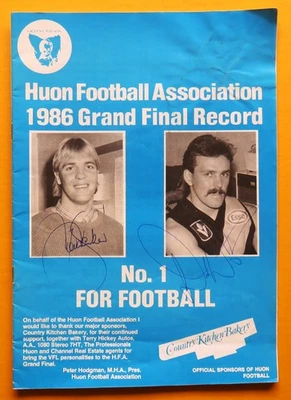 Huon Football Association
1986 Grand Final Record
No. 1
FOR FOOTBALL
On behalf of the Huon Football Association I
would like to thank our major sponsors,
Country Kitchen Bakery, for their continued
support, together with Terry Hickey Autos,
A.A., 1080 Stereo 7HT, The Professionals
Huon and Channel Real Estate agents for
bring the VFL personalities to the H.F.A.
Grand Final.
Peter Hodgman, M.H.A., Pres.
Huon Football Association
Country Kitchen Bakers
OFFICIAL SPONSORS OF HUON
FOOTBALL